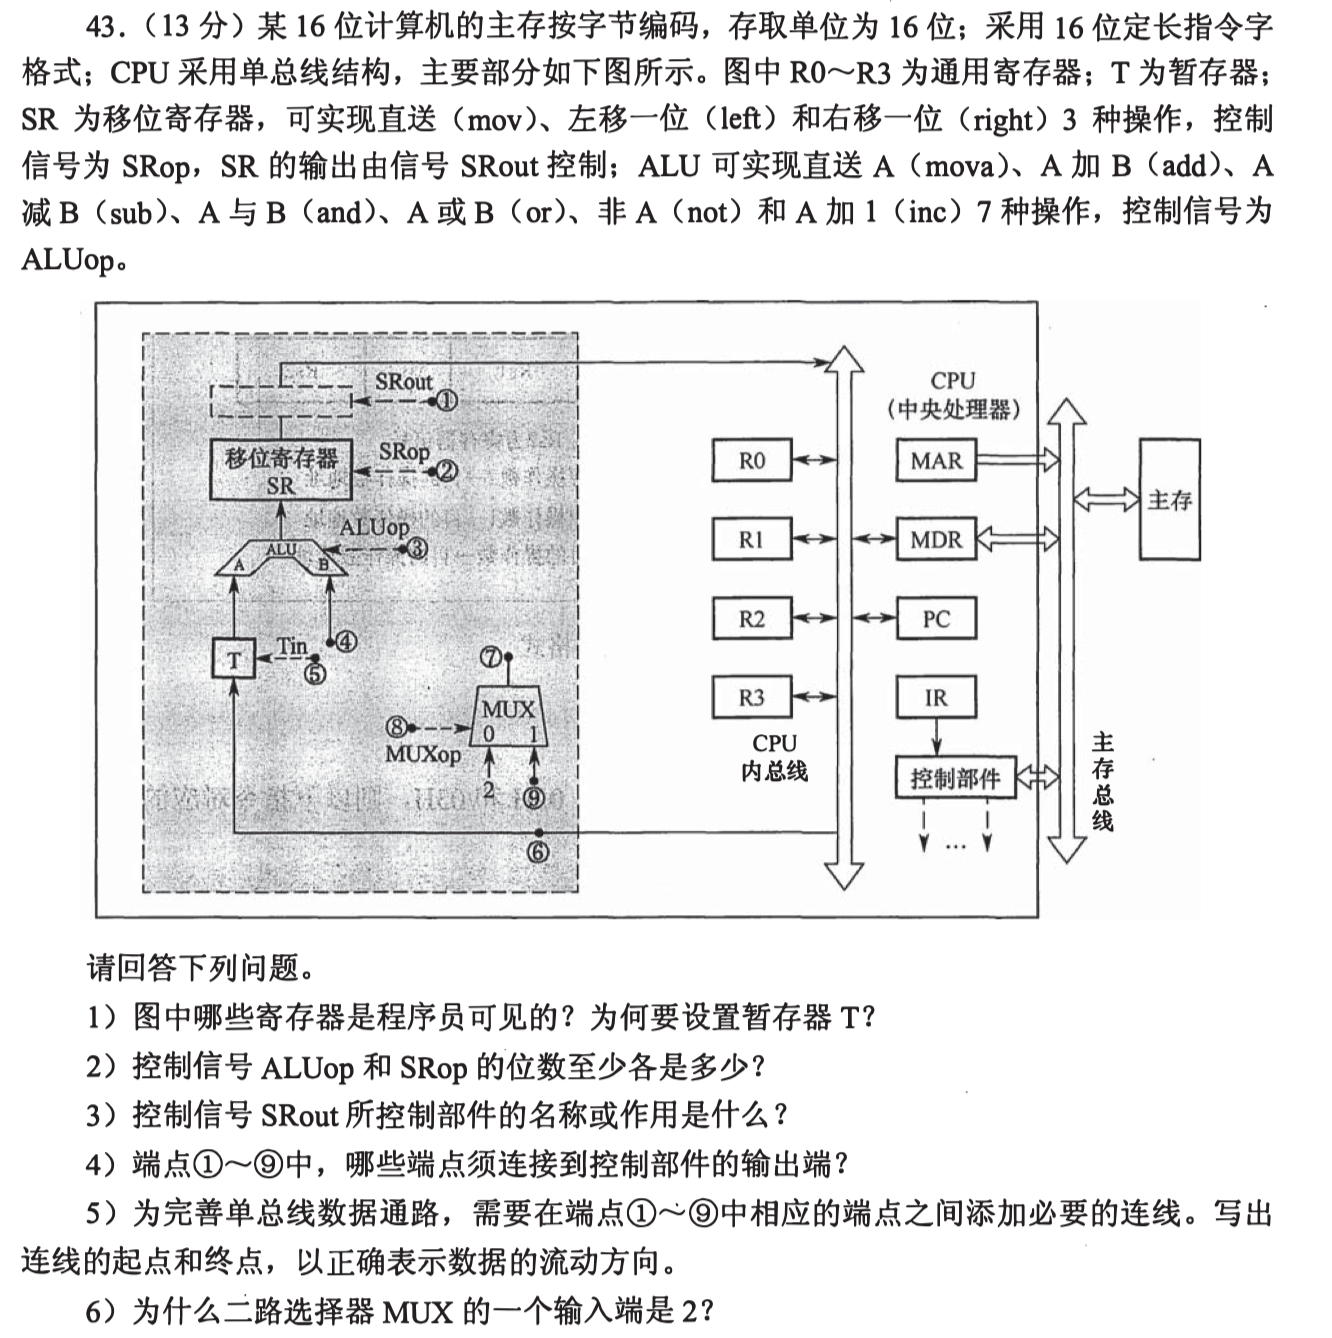 43.（13 分）某 16 位计算机的主存按字节编码，存取单位为 16 位；采用 16 位定长指令字
格式；CPU 采用单总线结构，主要部分如下图所示。图中 R0～R3 为通用寄存器；T 为暂存器；
SR 为移位寄存器，可实现直送（mov）、左移一位（left）和右移一位（right）3 种操作，控制
信号为 SRop，SR 的输出由信号 SRout 控制；ALU 可实现直送 A（mova）、A 加 B（add）、A
减 B（sub）、A 与 B（and）、A 或 B（or）、非 A（not）和 A 加 1（inc）7 种操作，控制信号为
ALUop。
SRout
①
移位寄存器
SR
SRop
②
ALUop
③
ALU
A
B
T
Tin
④
⑤
⑦
MUX
0 1
⑧
MUXop
2
⑨
⑥
R0
R1
R2
R3
CPU
内总线
CPU
(中央处理器)
MAR
MDR
PC
IR
控制部件
…
主存
主存总线
请回答下列问题。
1）图中哪些寄存器是程序员可见的？为何要设置暂存器 T？
2）控制信号 ALUop 和 SRop 的位数至少各是多少？
3）控制信号 SRout 所控制部件的名称或作用是什么？
4）端点①～⑨中，哪些端点须连接到控制部件的输出端？
5）为完善单总线数据通路，需要在端点①～⑨中相应的端点之间添加必要的连线。写出
连线的起点和终点，以正确表示数据的流动方向。
6）为什么二路选择器 MUX 的一个输入端是 2？